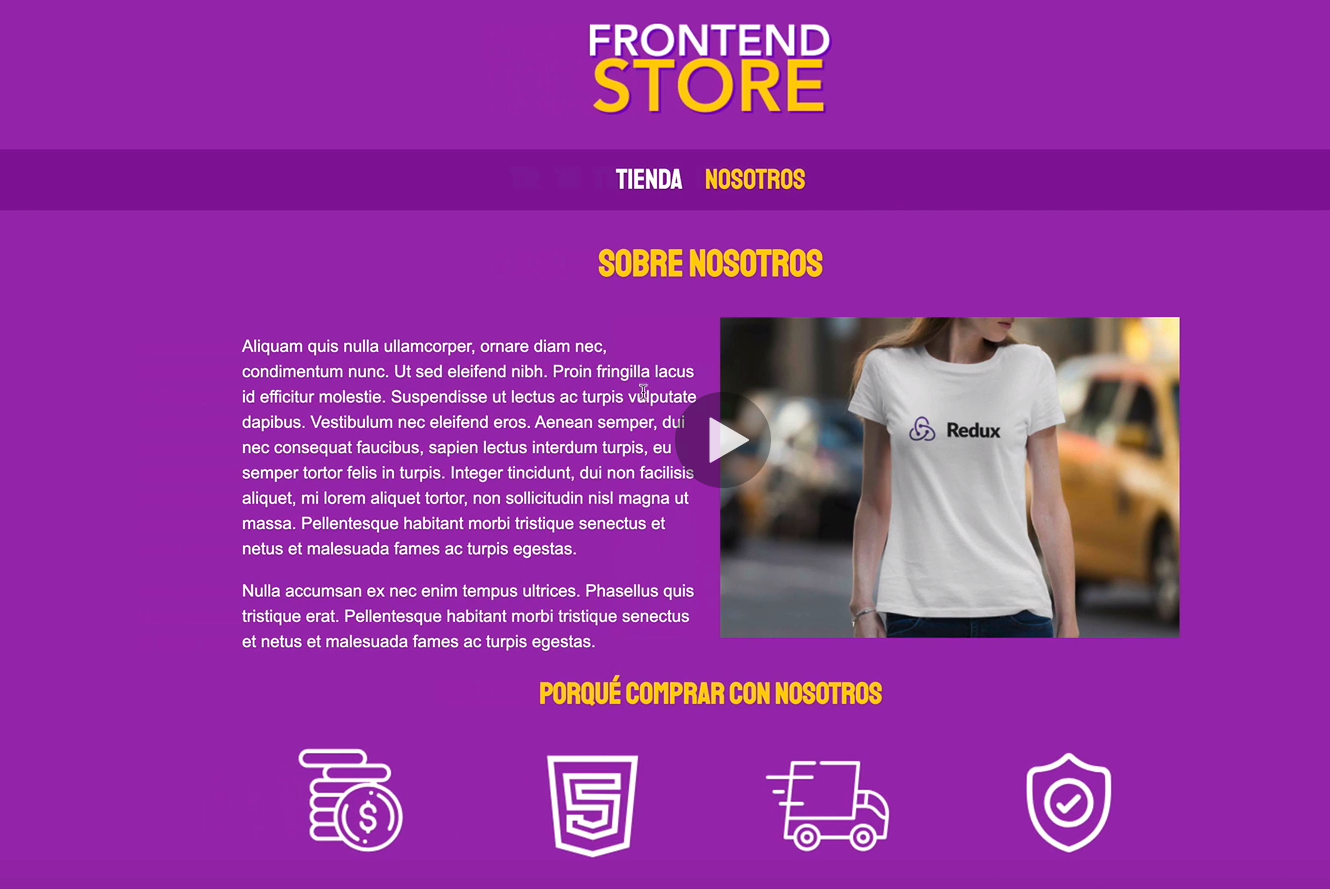 FRONTEND
STORE
TIENDA NOSOTROS
SOBRE NOSOTROS
Aliquam quis nulla ullamcorper, ornare diam nec,
condimentum nunc. Ut sed eleifend nibh. Proin fringilla lacus
id efficitur molestie. Suspendisse ut lectus ac turpis vulputate
dapibus. Vestibulum nec eleifend eros. Aenean semper, dui
nec consequat faucibus, sapien lectus interdum turpis, eu
semper tortor felis in turpis. Integer tincidunt, dui non facilisis
aliquet, mi lorem aliquet tortor, non sollicitudin nisl magna ut
massa. Pellentesque habitant morbi tristique senectus et
netus et malesuada fames ac turpis egestas.
Nulla accumsan ex nec enim tempus ultrices. Phasellus quis
tristique erat. Pellentesque habitant morbi tristique senectus
et netus et malesuada fames ac turpis egestas.
Redux
PORQUÉ COMPRAR CON NOSOTROS
$
5